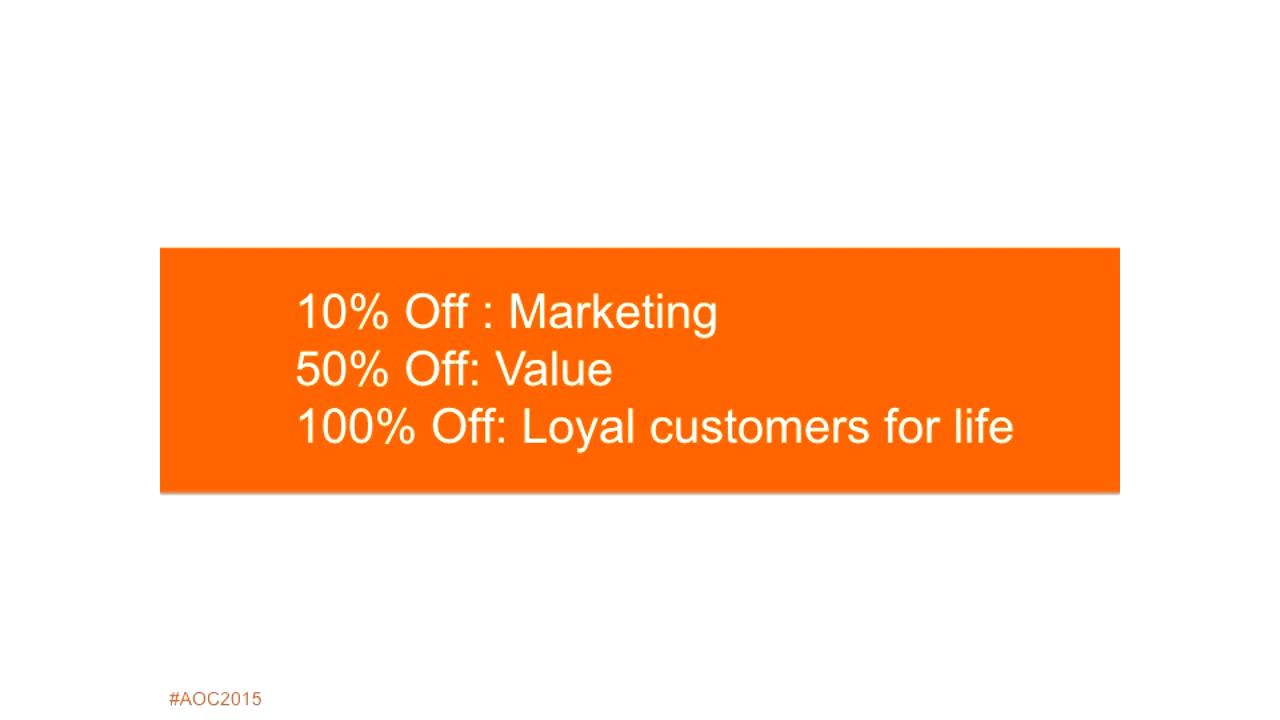 10% Off : Marketing
50% Off: Value
100% Off: Loyal customers for life
#AOC2015